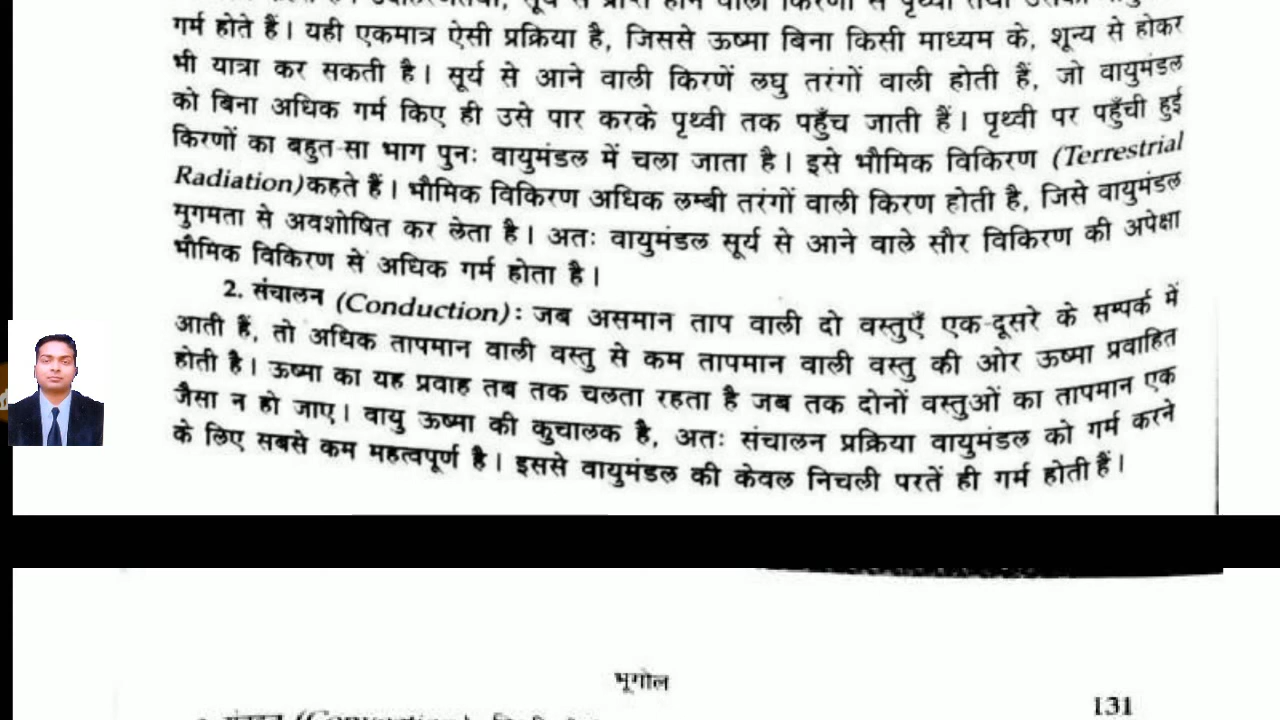 गर्म होते हैं। यही एकमात्र ऐसी प्रक्रिया है, जिससे ऊष्मा बिना किसी माध्यम के, शून्य से होकर
भी यात्रा कर सकती है। सूर्य से आने वाली किरणें लघु तरंगों वाली होती हैं, जो वायुमंडल
को बिना अधिक गर्म किए ही उसे पार करके पृथ्वी तक पहुँच जाती हैं। पृथ्वी पर पहुँची हुई
किरणों का बहुत-सा भाग पुनः वायुमंडल में चला जाता है। इसे भौमिक विकिरण (Terrestrial
Radiation) कहते हैं। भौमिक विकिरण अधिक लम्बी तरंगों वाली किरण होती है, जिसे वायुमंडल
सुगमता से अवशोषित कर लेता है। अतः वायुमंडल सूर्य से आने वाले सौर विकिरण की अपेक्षा
भौमिक विकिरण से अधिक गर्म होता है।
2. संचालन (Conduction): जब असमान ताप वाली दो वस्तुएँ एक-दूसरे के सम्पर्क में
आती हैं, तो अधिक तापमान वाली वस्तु से कम तापमान वाली वस्तु की ओर ऊष्मा प्रवाहित
होती है। ऊष्मा का यह प्रवाह तब तक चलता रहता है जब तक दोनों वस्तुओं का तापमान एक
जैसा न हो जाए। वायु ऊष्मा की कुचालक है, अतः संचालन प्रक्रिया वायुमंडल को गर्म करने
के लिए सबसे कम महत्वपूर्ण है। इससे वायुमंडल की केवल निचली परतें ही गर्म होती हैं।
भूगोल
131